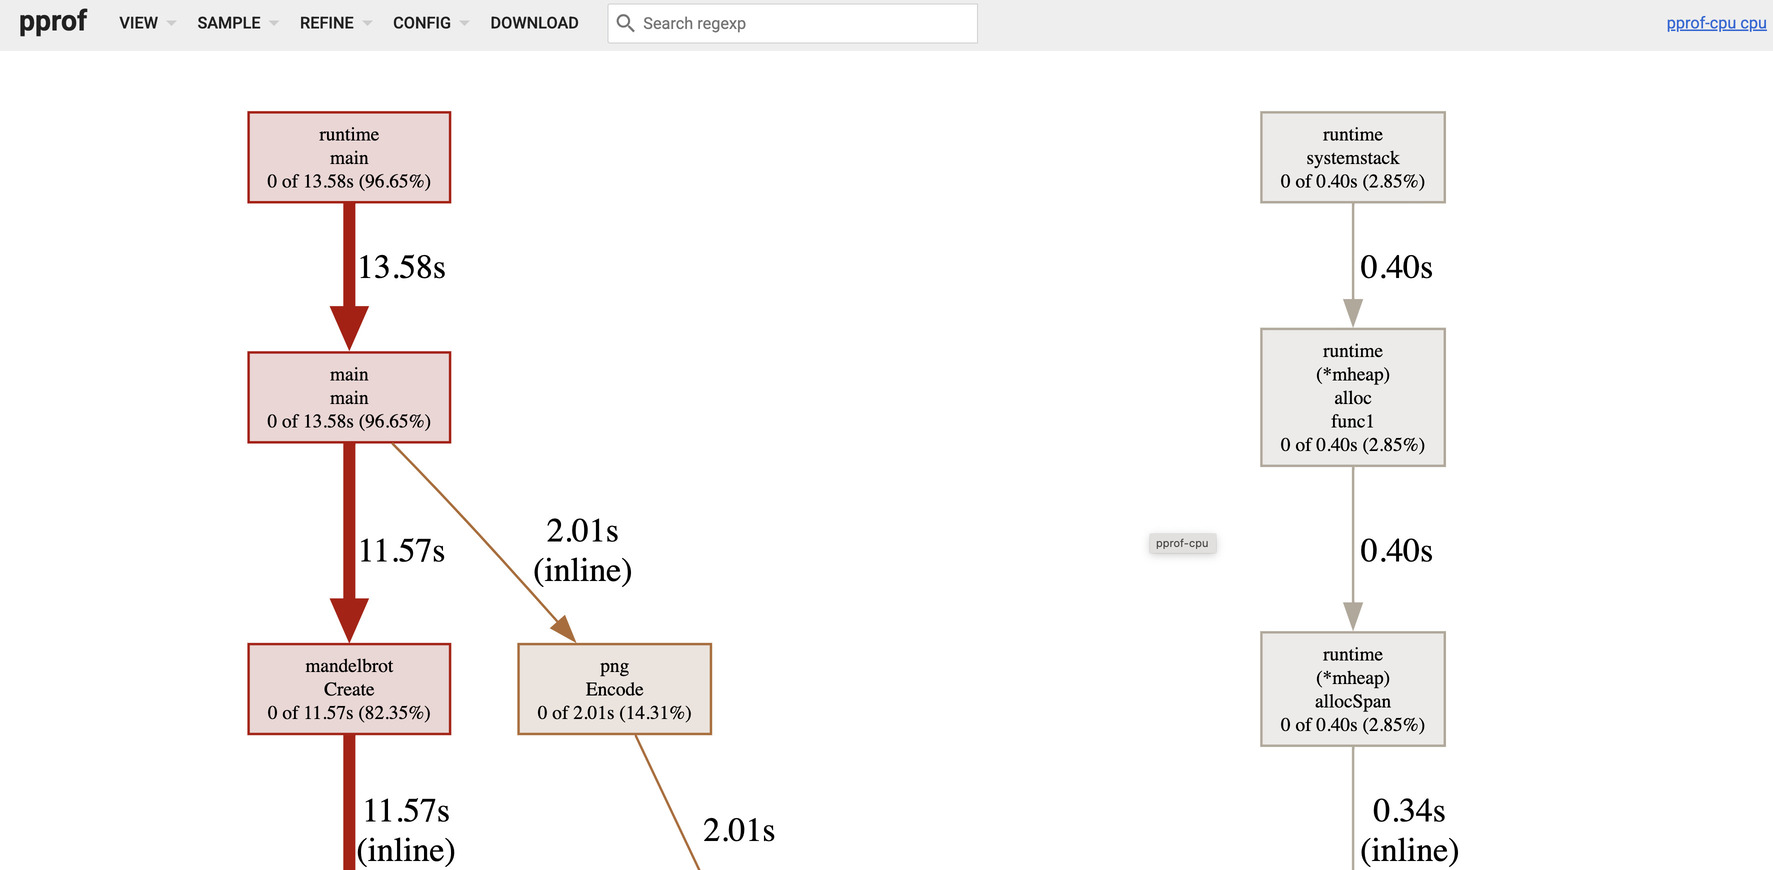 pprof
VIEW
SAMPLE
REFINE
CONFIG
DOWNLOAD
Search regexp
pprof-cpu cpu
runtime
main
0 of 13.58s (96.65%)
13.58s
main
main
0 of 13.58s (96.65%)
11.57s
2.01s
(inline)
mandelbrot
Create
0 of 11.57s (82.35%)
11.57s
(inline)
png
Encode
0 of 2.01s (14.31%)
2.01s
pprof-cpu
runtime
systemstack
0 of 0.40s (2.85%)
0.40s
runtime
(*mheap)
alloc
func1
0 of 0.40s (2.85%)
0.40s
runtime
(*mheap)
allocSpan
0 of 0.40s (2.85%)
0.34s
(inline)